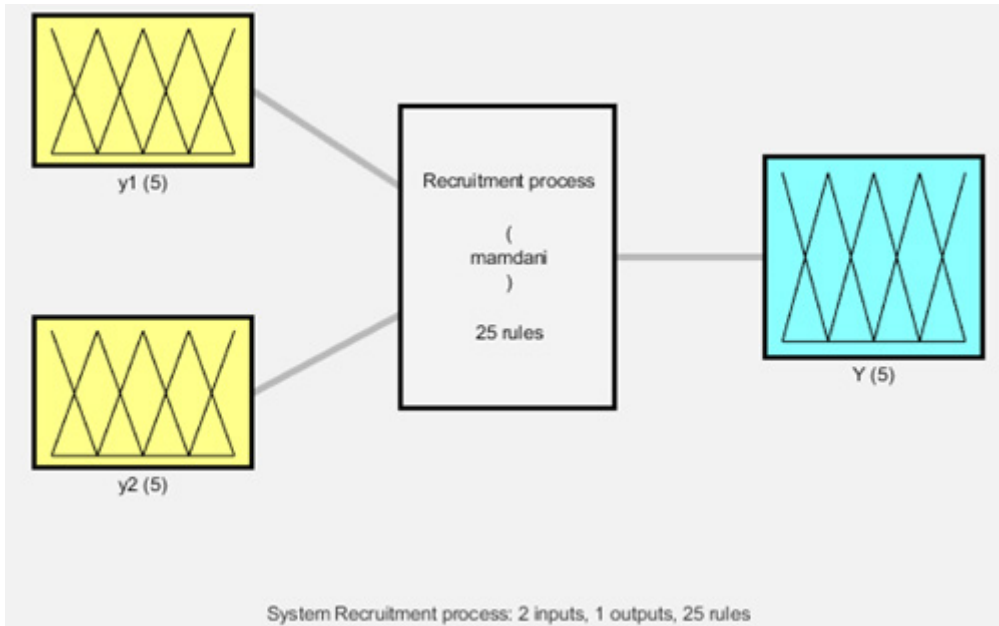 y1 (5)
Recruitment process
(
mamdani
)
25 rules
Y (5)
y2 (5)
System Recruitment process: 2 inputs, 1 outputs, 25 rules